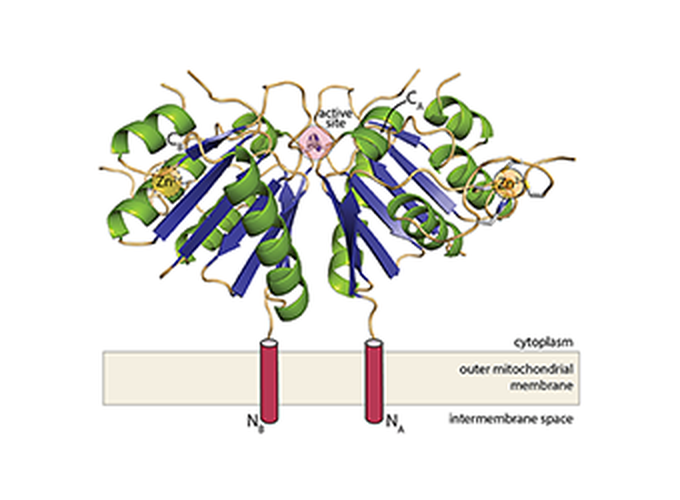 active
site
C_A
C_B
Zn
Zn
cytoplasm
outer mitochondrial
membrane
intermembrane space
N_B
N_A